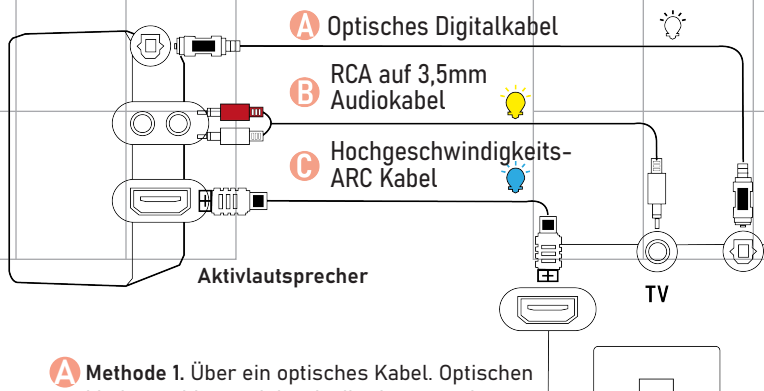 A Optisches Digitalkabel
B RCA auf 3,5mm
Audiokabel
C Hochgeschwindigkeits-
ARC Kabel
Aktivlautsprecher
TV
A Methode 1. Über ein optisches Kabel. Optischen